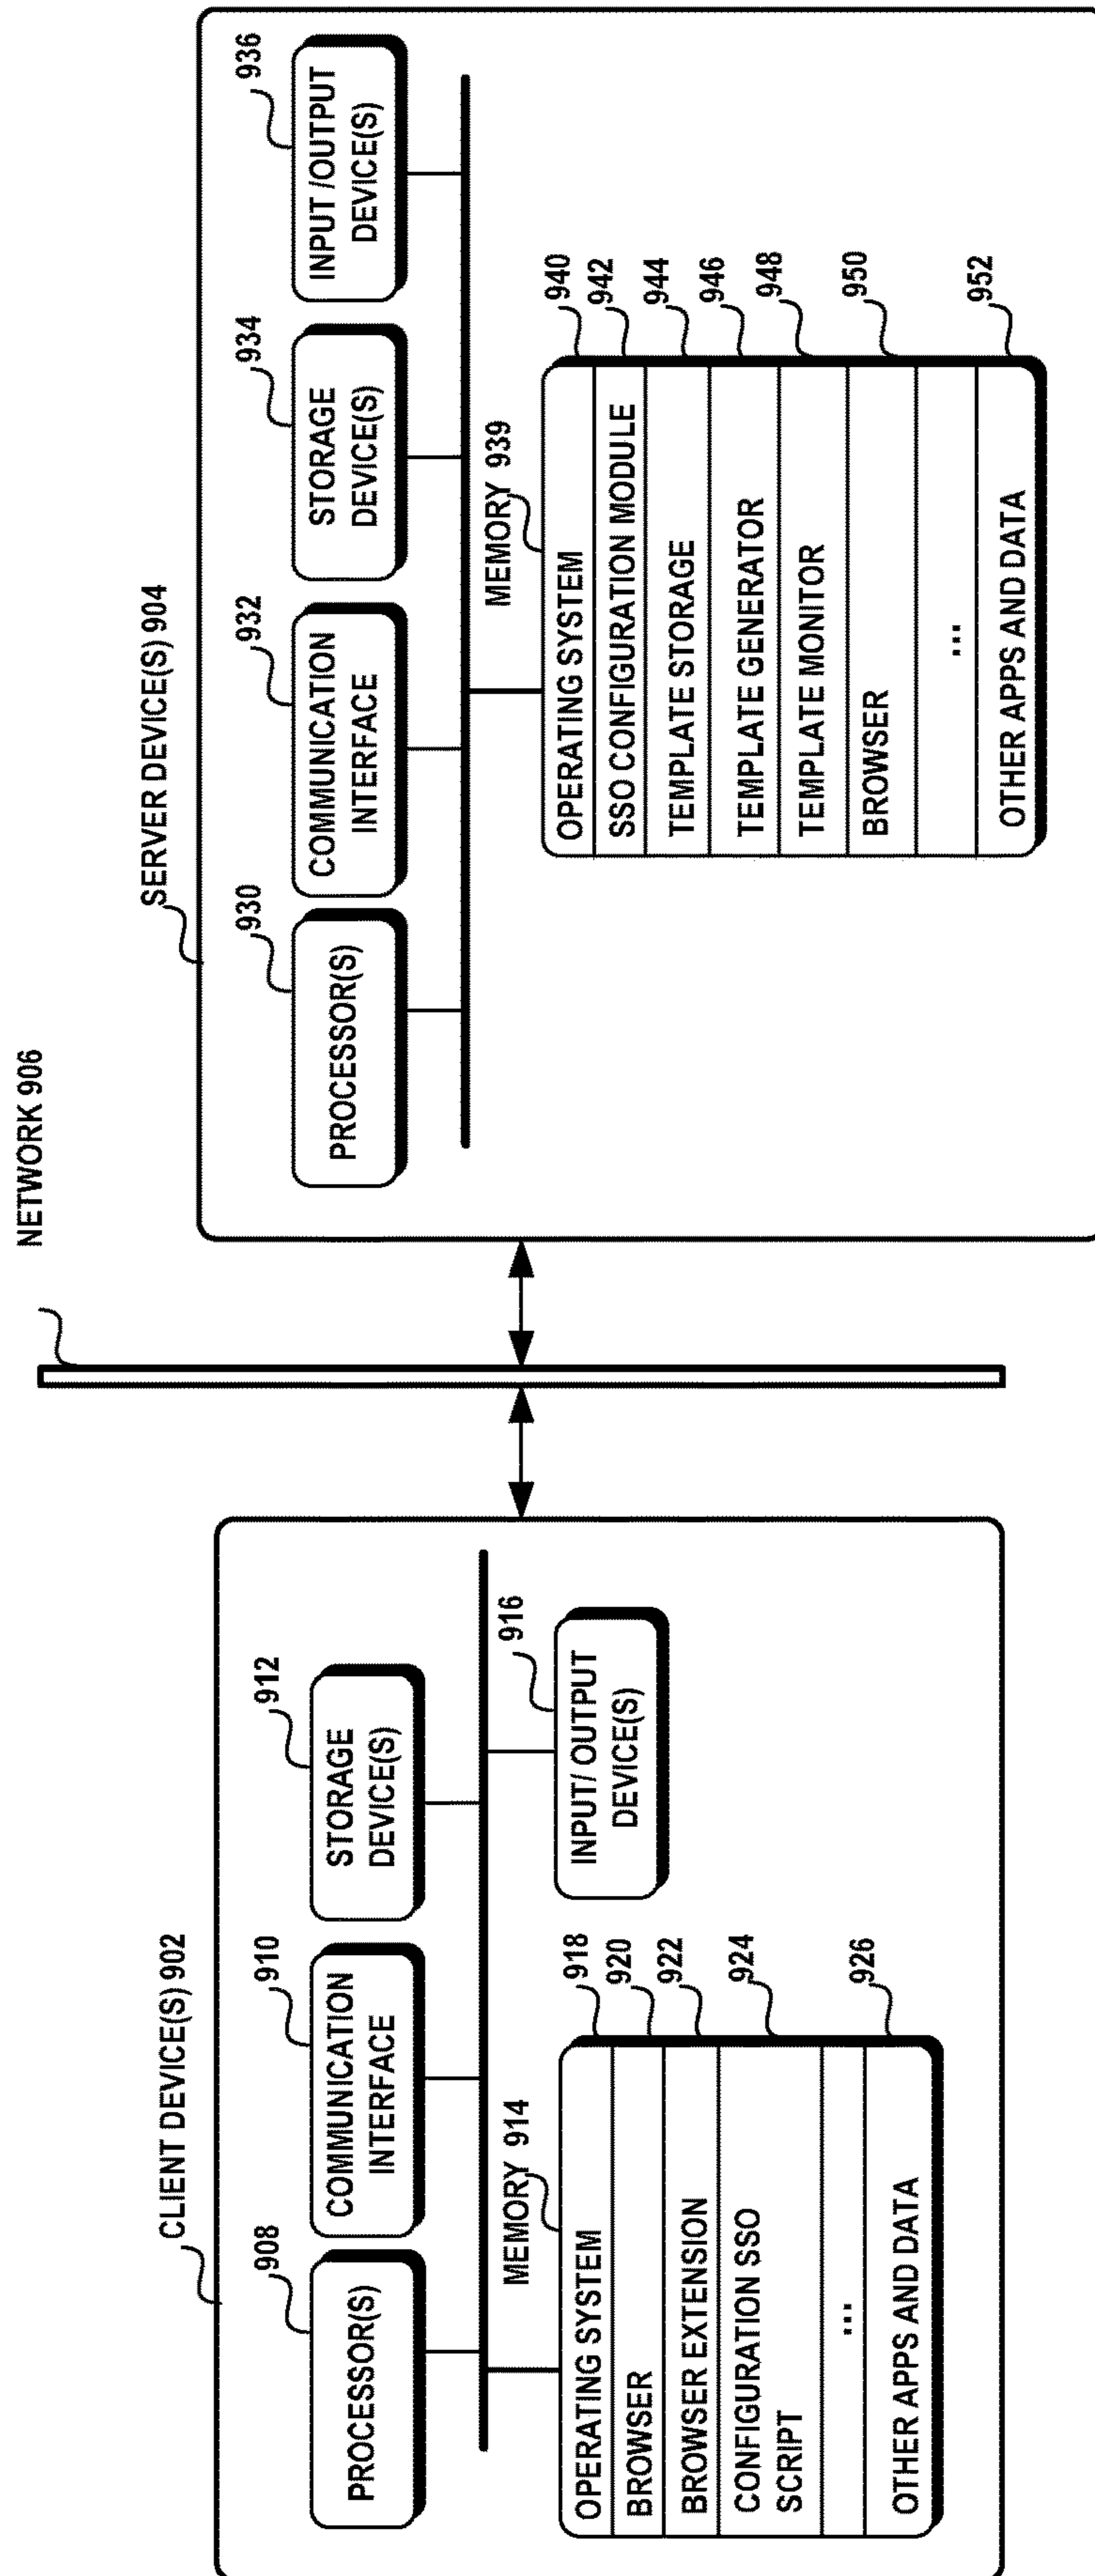 NETWORK 906
CLIENT DEVICE(S) 902
908
PROCESSOR(S)
910
COMMUNICATION
INTERFACE
912
STORAGE
DEVICE(S)
MEMORY 914
916
INPUT/ OUTPUT
DEVICE(S)
OPERATING SYSTEM
918
BROWSER
920
BROWSER EXTENSION
922
CONFIGURATION SSO
SCRIPT
924
...
OTHER APPS AND DATA
926
SERVER DEVICE(S) 904
930
PROCESSOR(S)
932
COMMUNICATION
INTERFACE
934
STORAGE
DEVICE(S)
936
INPUT /OUTPUT
DEVICE(S)
MEMORY 939
OPERATING SYSTEM
940
SSO CONFIGURATION MODULE
942
TEMPLATE STORAGE
944
TEMPLATE GENERATOR
946
TEMPLATE MONITOR
948
BROWSER
950
...
OTHER APPS AND DATA
952